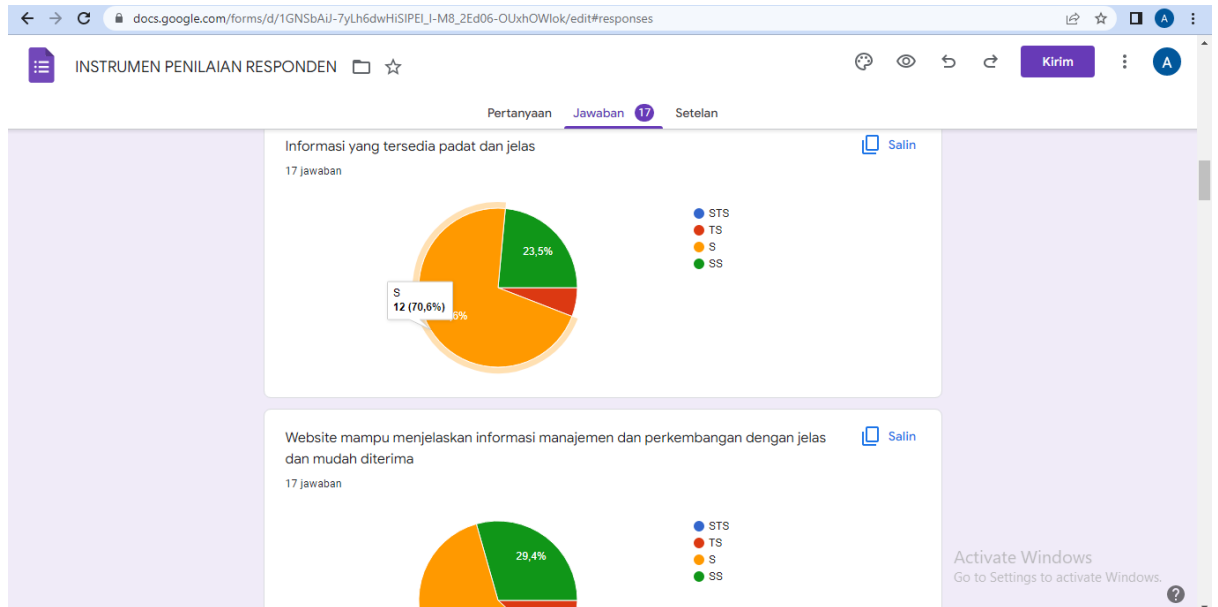 docs.google.com/forms/d/1GNSbAiJ-7yLh6dwHiSIPEI_I-M8_2Ed06-OUxhOWIok/edit#responses
A
INSTRUMEN PENILAIAN RESPONDEN
Kirim
A
Pertanyaan Jawaban 17 Setelan
Informasi yang tersedia padat dan jelas
Salin
17 jawaban
STS
TS
S
SS
23,5%
S
12 (70,6%)
6%
Website mampu menjelaskan informasi manajemen dan perkembangan dengan jelas
dan mudah diterima
Salin
17 jawaban
STS
TS
S
SS
29,4%
Activate Windows
Go to Settings to activate Windows.